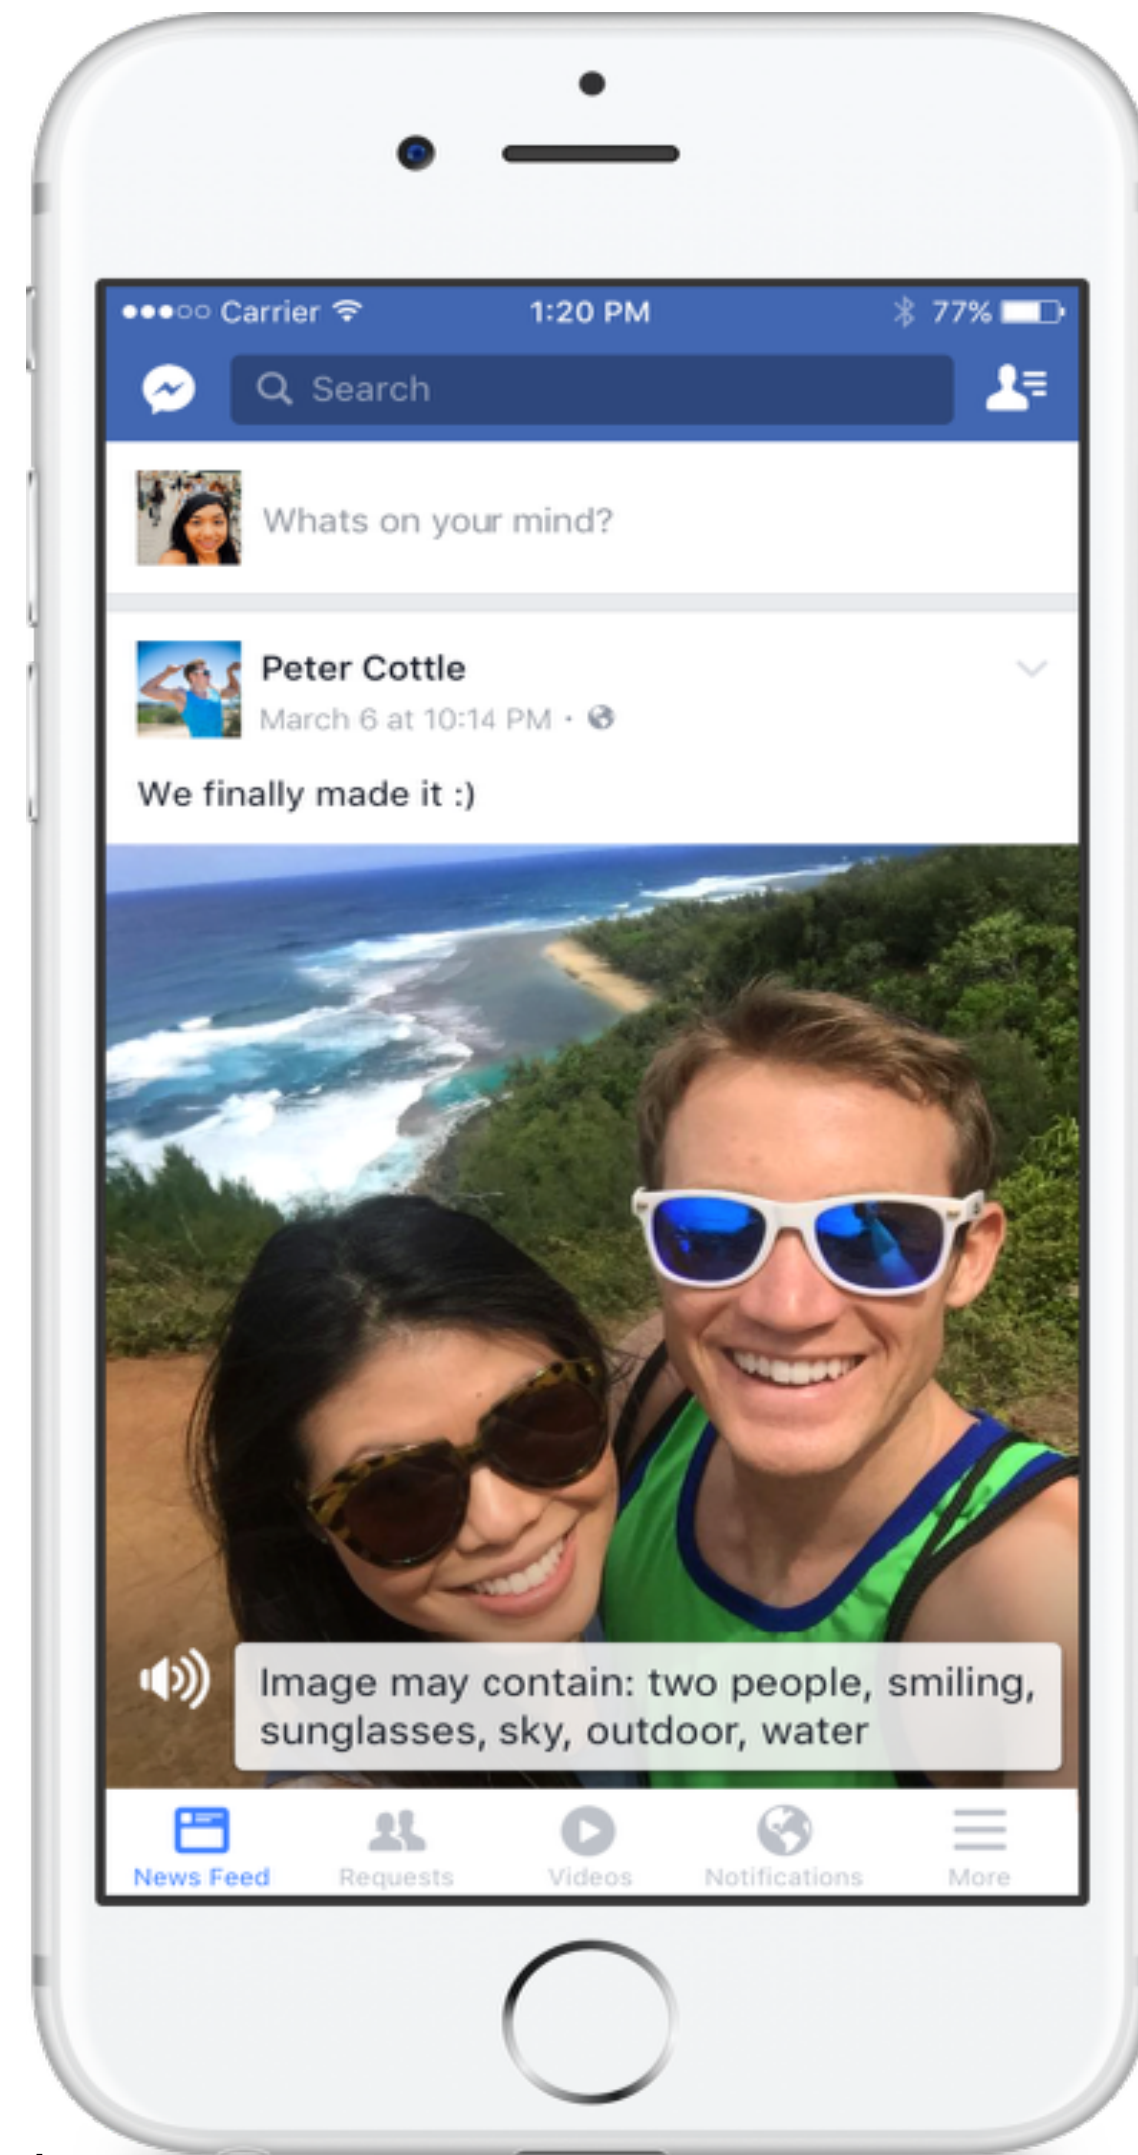 Carrier 1:20 PM 77%
Search
Whats on your mind?
Peter Cottle
March 6 at 10:14 PM ·
We finally made it :)
Image may contain: two people, smiling,
sunglasses, sky, outdoor, water
News Feed Requests Videos Notifications More